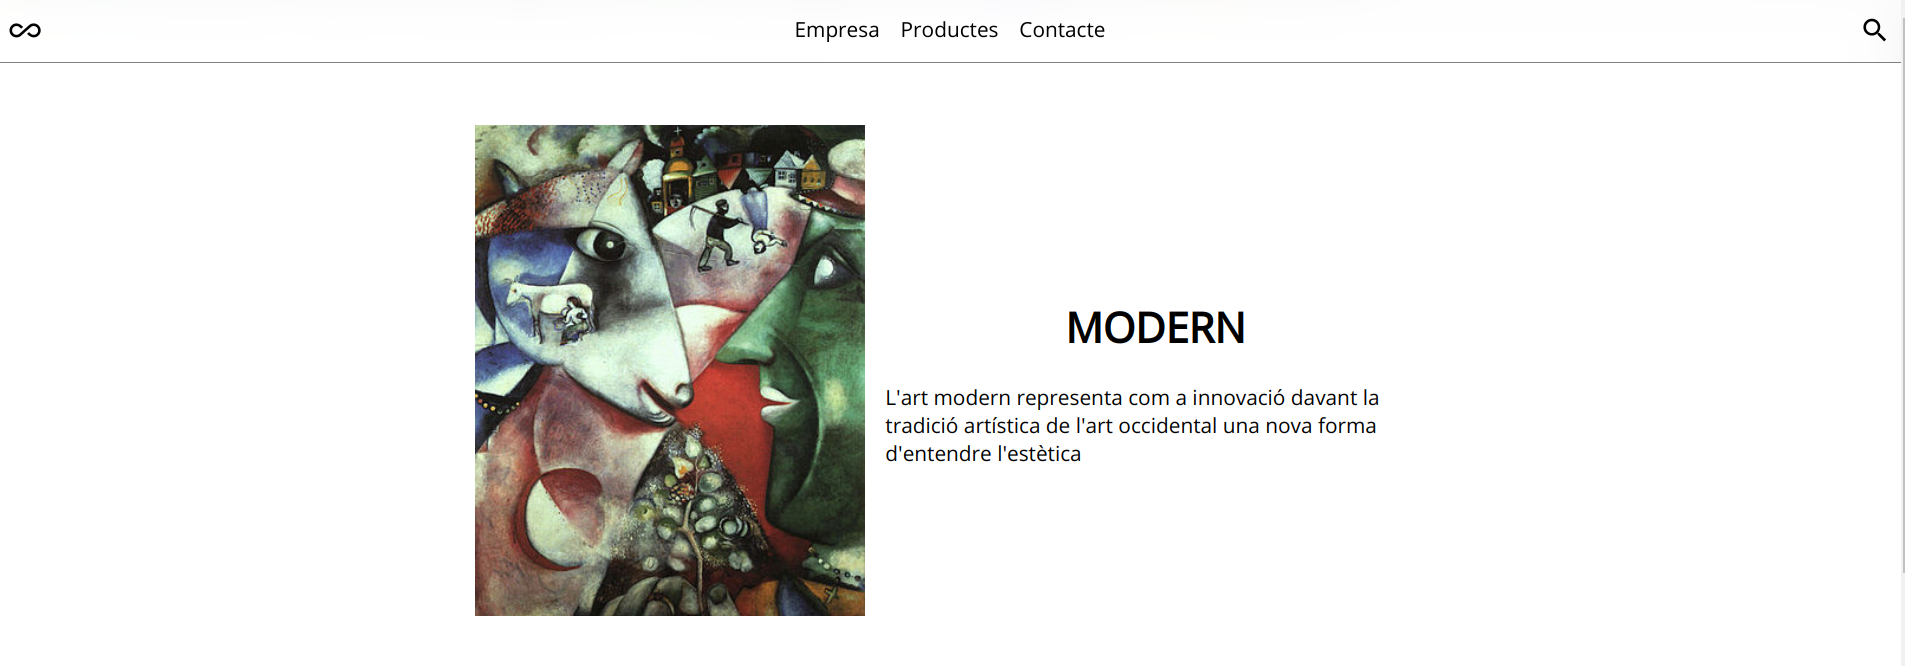 Empresa Productes Contacte
MODERN
L'art modern representa com a innovació davant la
tradició artística de l'art occidental una nova forma
d'entendre l'estètica